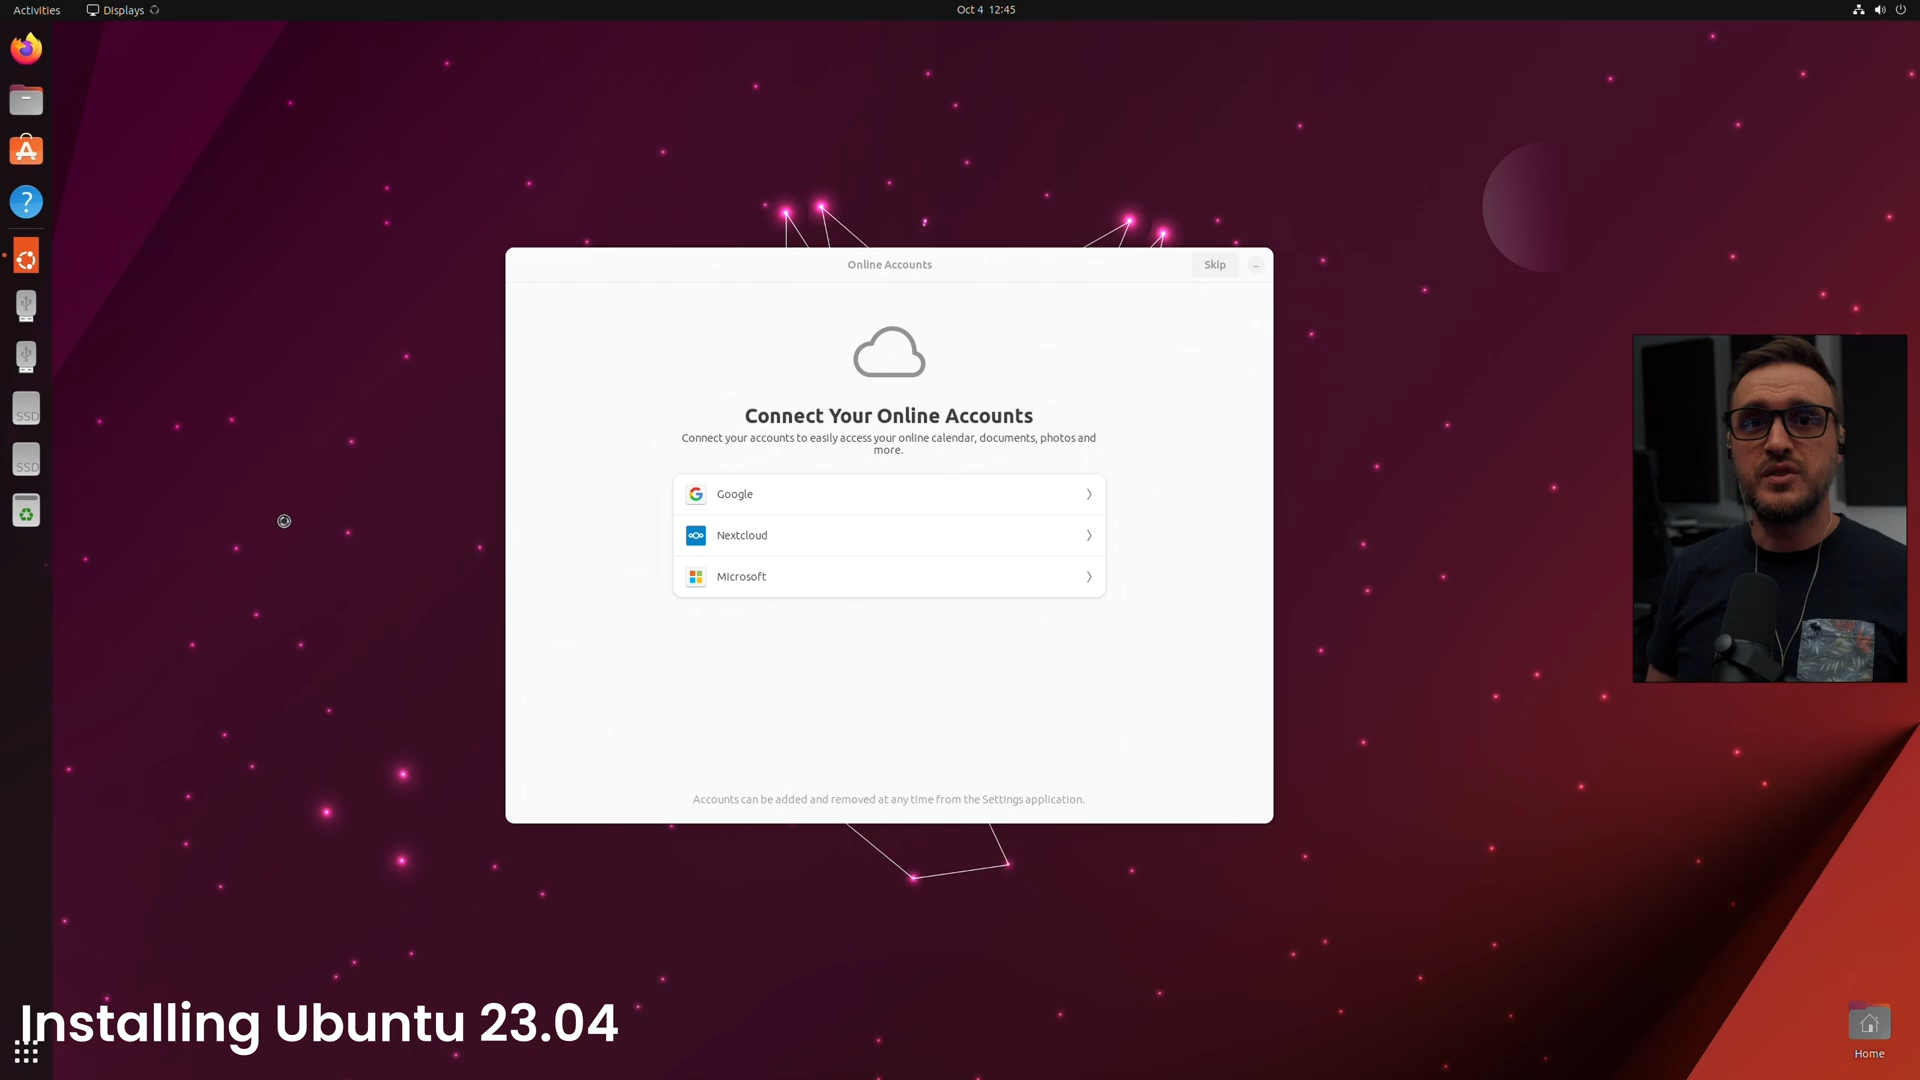 Activities
Displays
Oct 4 12:45
Online Accounts
Skip
Connect Your Online Accounts
Connect your accounts to easily access your online calendar, documents, photos and
more.
Google
Nextcloud
MIcrosoft
Accounts can be added and removed at any time from the Settings application.
SSD
SSD
Installing Ubuntu 23.04
Home